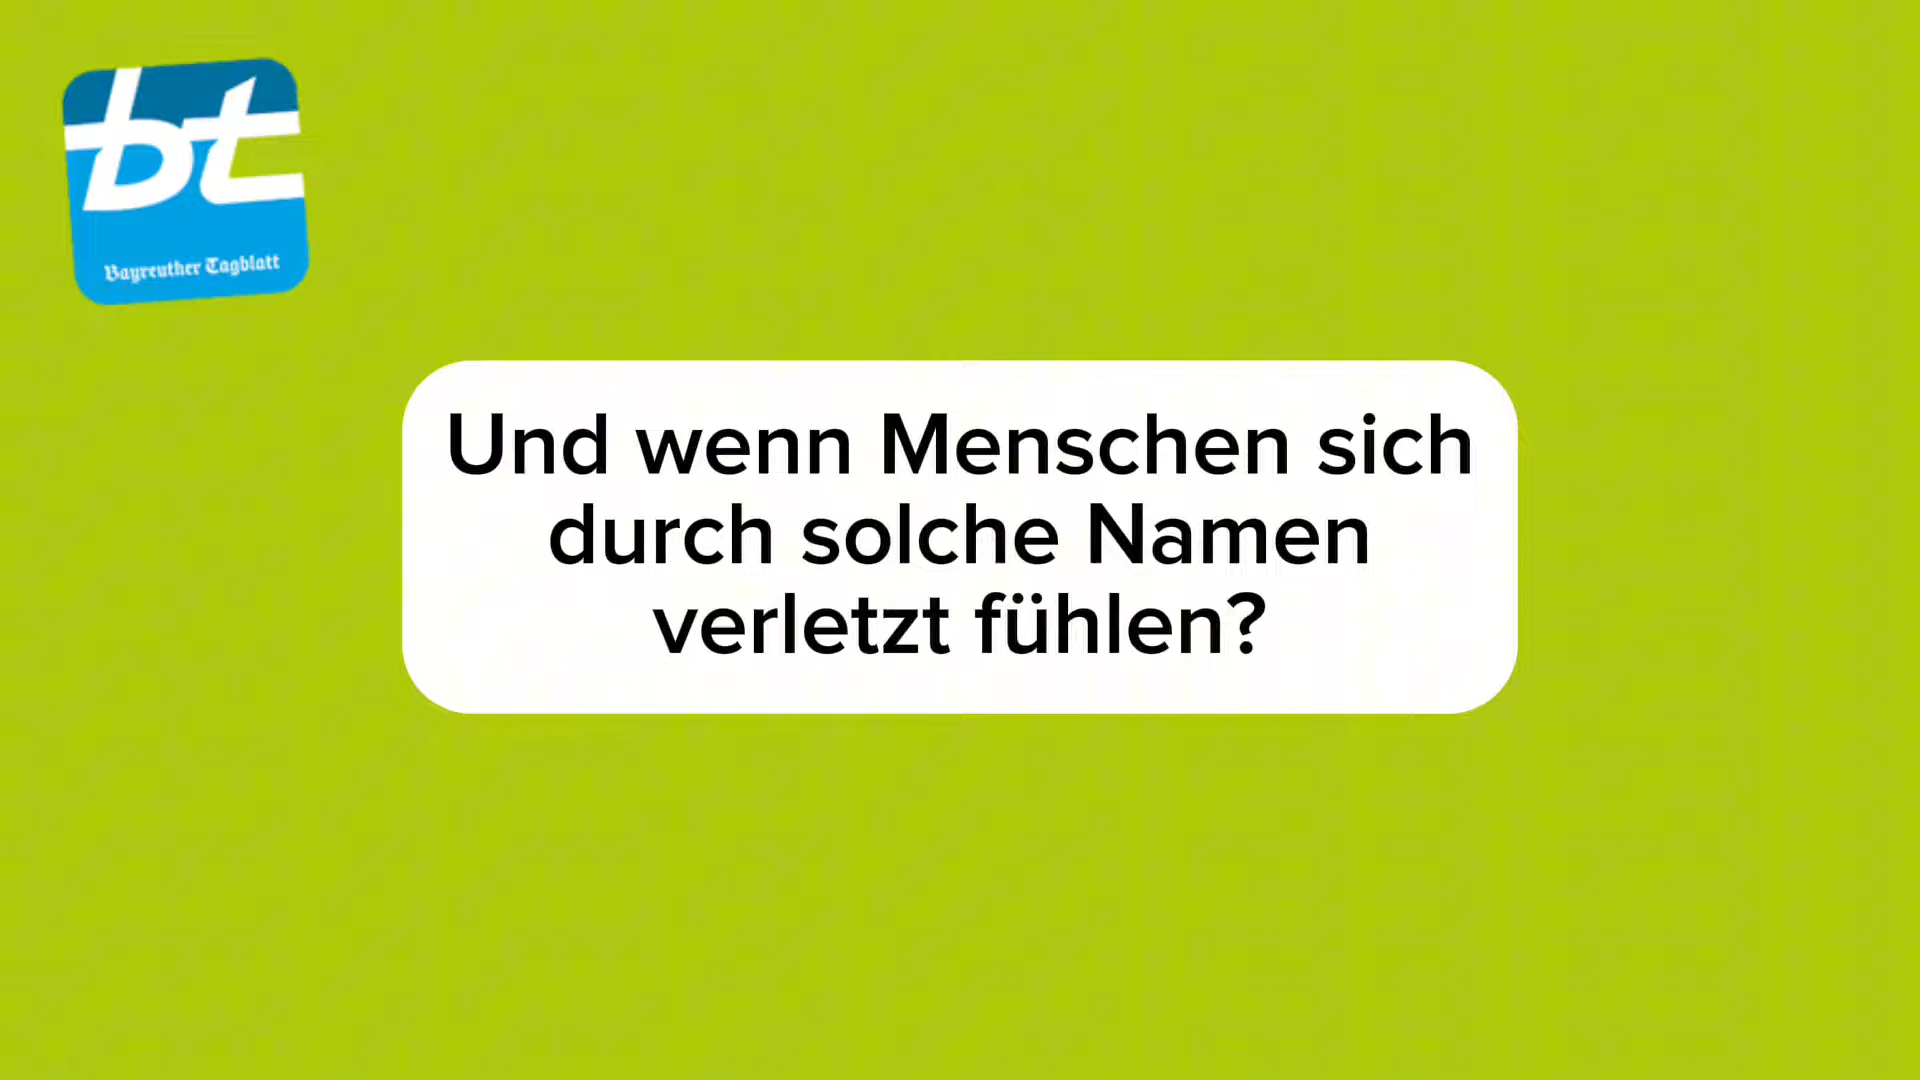 bt
Bayreuther Tagblatt
Und wenn Menschen sich
durch solche Namen
verletzt fühlen?